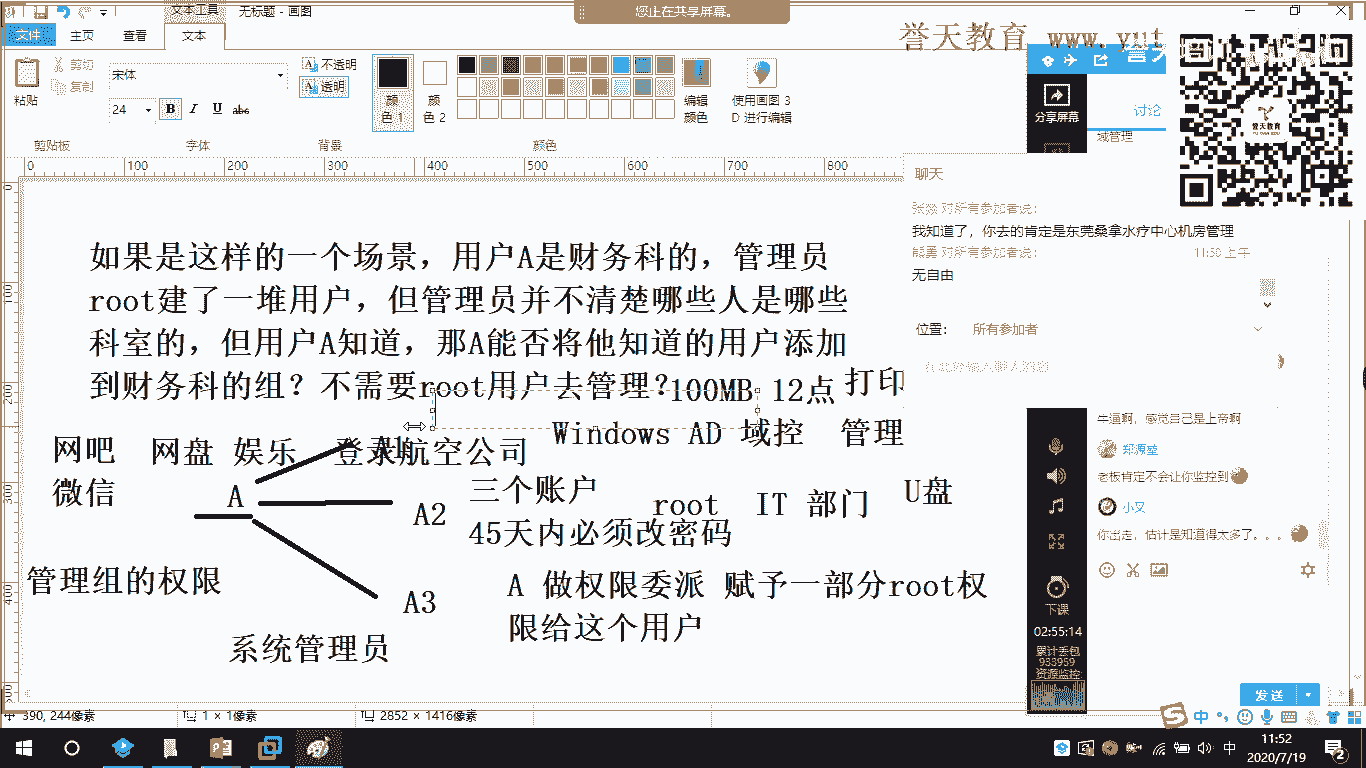 文本工具
无标题 - 画图
您正在共享屏幕。
文件 主页 查看 文本
誉天教育 www.yut
粘贴
剪切
复制
宋体
24 B I U abc
不透明
透明
颜色 1
颜色 2
编辑颜色
使用画图 3D 进行编辑
剪贴板 字体 背景 颜色
分享屏幕
讨论
域管理
誉天教育
0 100 200 300 400 500 600 700 800
聊天
对所有参加者说:
我知道了,你去的肯定是东莞桑拿水疗中心机房管理
对所有参加者说: 11:50 上午
无自由
位置: 所有参加者
如果是这样的一个场景,用户A是财务科的,管理员
root建了一堆用户,但管理员并不清楚哪些人是哪些
科室的,但用户A知道,那A能否将他知道的用户添加
到财务科的组?不需要root用户去管理?
100MB 12点 打印
Windows AD 域控 管理
网吧 网盘 娱乐 登录航空公司
A1
微信
A
A2
三个账户
45天内必须改密码
root IT 部门 U盘
管理组的权限
A3
A 做权限委派 赋予一部分root权
限给这个用户
系统管理员
牛逼啊,感觉自己是上帝啊
老板肯定不会让你监控到
小叉
你出走,估计是知道得太多了。。。
下课
02:55:14
累计丢包
933959
资源监控
发送
390, 244像素
1 × 1像素
2852 × 1416像素
中
中
11:52
2020/7/19
2